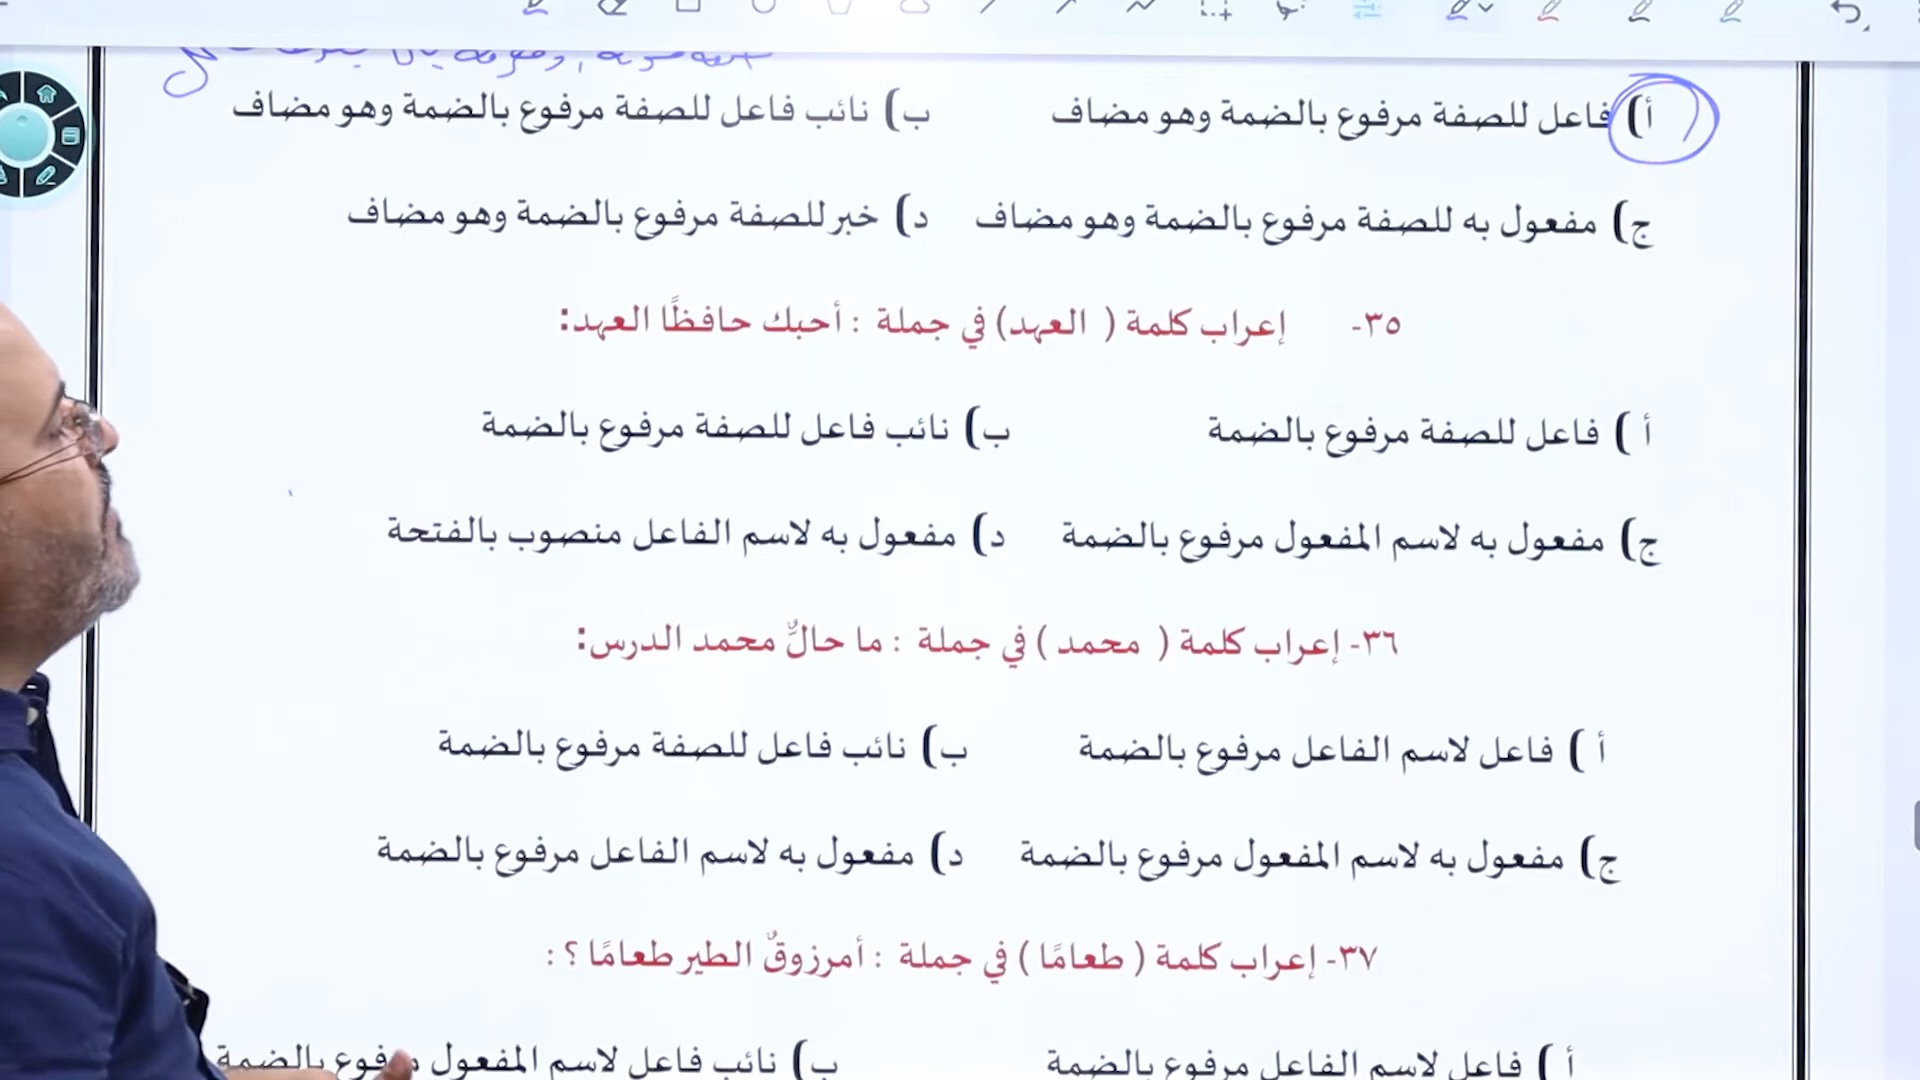 أ) فاعل للصفة مرفوع بالضمة وهو مضاف ب) نائب فاعل للصفة مرفوع بالضمة وهو مضاف
ج) مفعول به للصفة مرفوع بالضمة وهو مضاف د) خبر للصفة مرفوع بالضمة وهو مضاف
٣٥- إعراب كلمة ( العهد) في جملة : أحبك حافظًا العهد:
أ ) فاعل للصفة مرفوع بالضمة ب) نائب فاعل للصفة مرفوع بالضمة
ج) مفعول به لاسم المفعول مرفوع بالضمة د) مفعول به لاسم الفاعل منصوب بالفتحة
٣٦- إعراب كلمة ( محمد ) في جملة : ما حالٌّ محمد الدرس:
أ ) فاعل لاسم الفاعل مرفوع بالضمة ب) نائب فاعل للصفة مرفوع بالضمة
ج) مفعول به لاسم المفعول مرفوع بالضمة د) مفعول به لاسم الفاعل مرفوع بالضمة
٣٧- إعراب كلمة ( طعامًا ) في جملة : أمرزوقٌ الطير طعامًا ؟ :
أ ) فاعل لاسم الفاعل مرفوع بالضمة ب) نائب فاعل لاسم المفعول مرفوع بالضمة